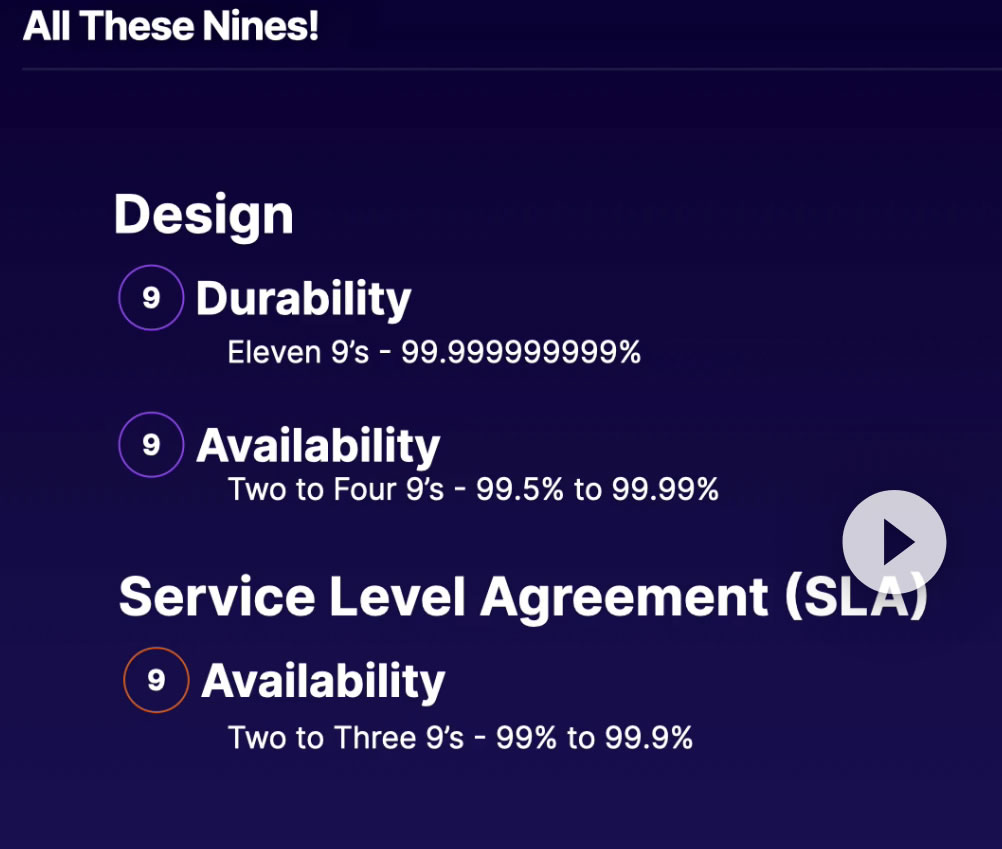 All These Nines!
Design
9 Durability
Eleven 9’s - 99.999999999%
9 Availability
Two to Four 9’s - 99.5% to 99.99%
Service Level Agreement (SLA)
9 Availability
Two to Three 9’s - 99% to 99.9%